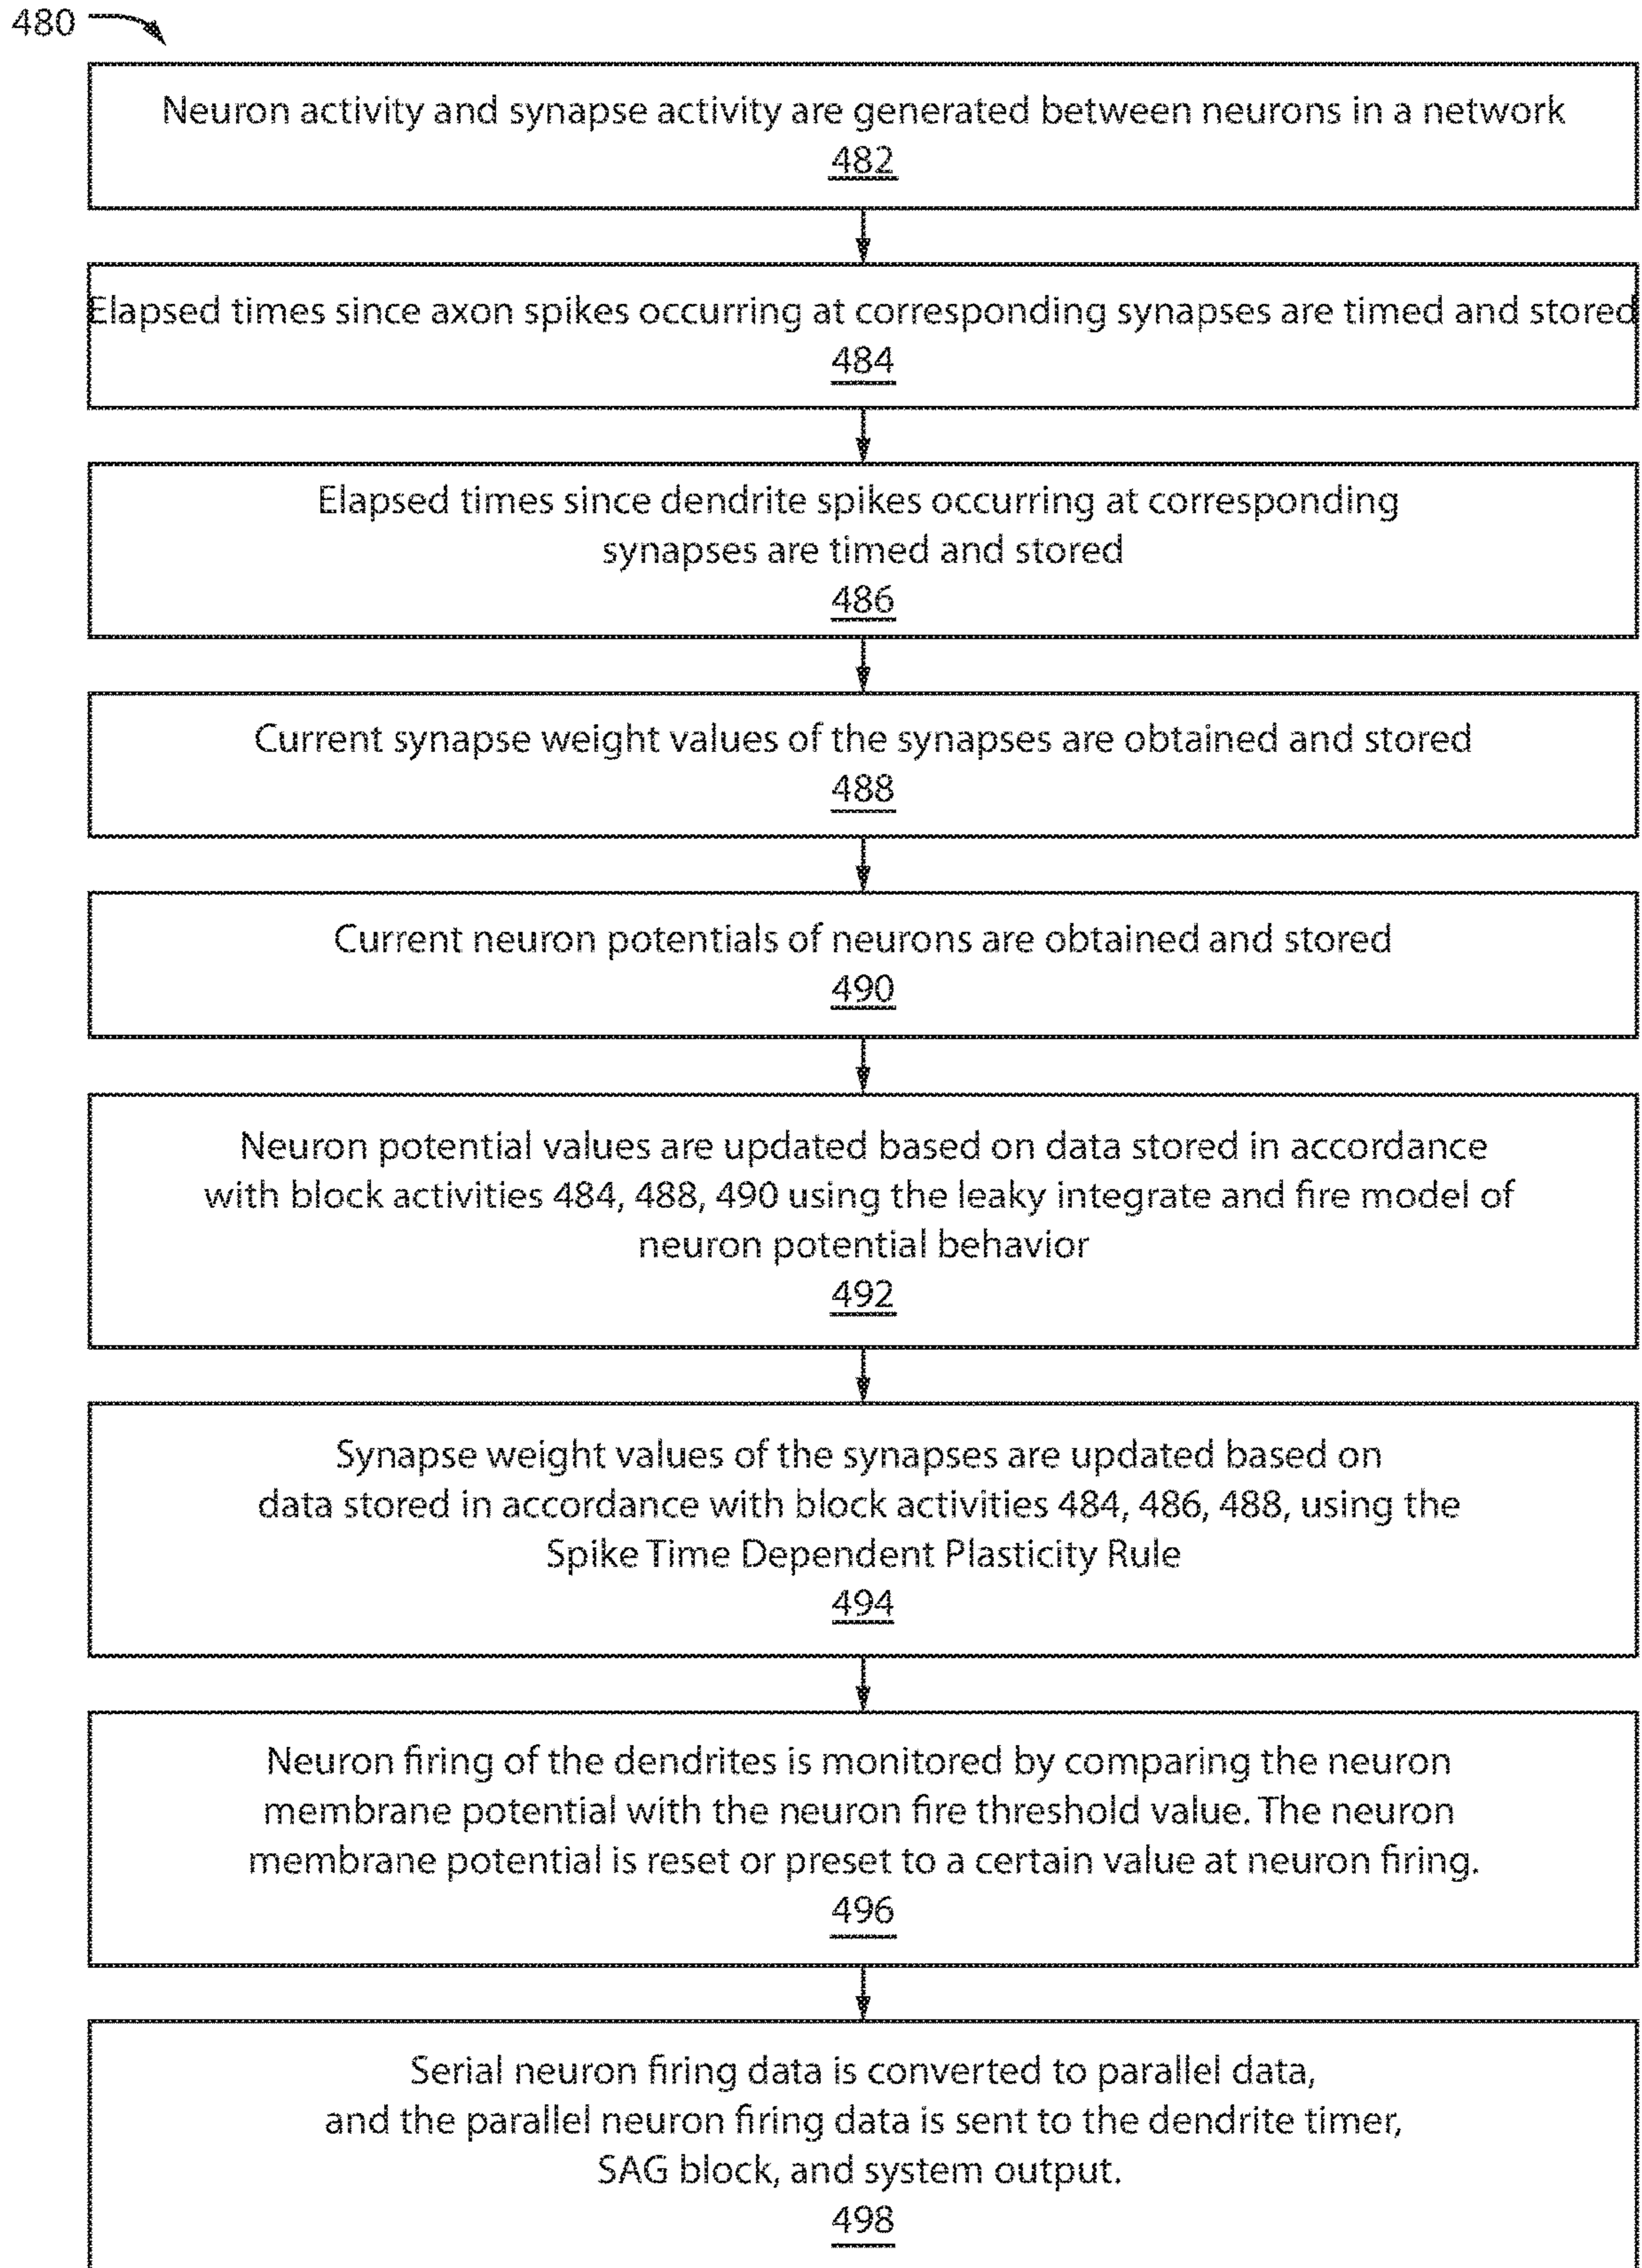 480
Neuron activity and synapse activity are generated between neurons in a network
482
Elapsed times since axon spikes occurring at corresponding synapses are timed and stored
484
Elapsed times since dendrite spikes occurring at corresponding
synapses are timed and stored
486
Current synapse weight values of the synapses are obtained and stored
488
Current neuron potentials of neurons are obtained and stored
490
Neuron potential values are updated based on data stored in accordance
with block activities 484, 488, 490 using the leaky integrate and fire model of
neuron potential behavior
492
Synapse weight values of the synapses are updated based on
data stored in accordance with block activities 484, 486, 488, using the
Spike Time Dependent Plasticity Rule
494
Neuron firing of the dendrites is monitored by comparing the neuron
membrane potential with the neuron fire threshold value. The neuron
membrane potential is reset or preset to a certain value at neuron firing.
496
Serial neuron firing data is converted to parallel data,
and the parallel neuron firing data is sent to the dendrite timer,
SAG block, and system output.
498